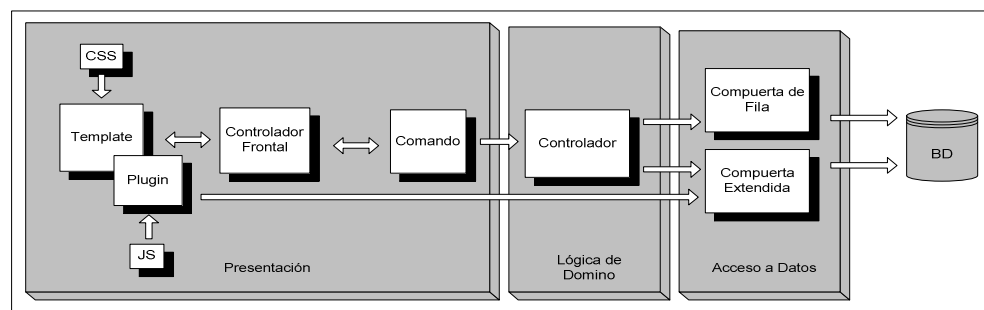 CSS
Template
Plugin
JS
Controlador
Frontal
Comando
Presentación
Controlador
Lógica de
Domino
Compuerta de
Fila
Compuerta
Extendida
Acceso a Datos
BD